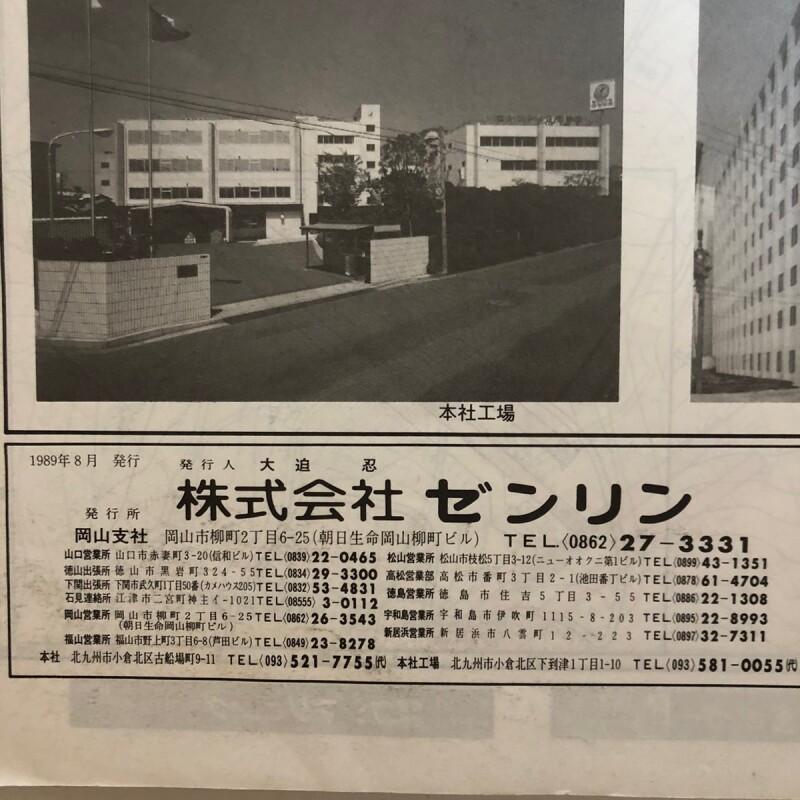 本社工場
1989年8月 発行 発行人 大迫 忍
発行所 株式会社 ゼンリン
岡山支社 岡山市柳町2丁目6-25(朝日生命岡山柳町ビル) TEL.〈0862〉27-3331
山口営業所 山口市赤妻町3-20(信和ビル)TEL〈0839〉22-0465 松山営業所 松山市枝松5丁目3-12(ニューオオクニ第1ビル)TEL〈0899〉43-1351
徳山出張所 徳山市黒岩町324-55TEL〈0834〉29-3300 高松営業部 高松市番町3丁目2-1(池田番丁ビル)TEL〈0878〉61-4704
下関出張所 下関市武久町1丁目50番(カメハウス205)TEL〈0832〉53-4831 徳島営業所 徳島市住吉5丁目3-55TEL〈0886〉22-1308
石見連絡所 江津市二宮町神主イ-1021TEL〈08555〉3-0112
岡山営業所 岡山市柳町2丁目6-25TEL〈0862〉26-3543 宇和島営業所 宇和島市伊吹町1115-8-203TEL〈0895〉22-8993
(朝日生命岡山柳町ビル) 新居浜営業所 新居浜市八雲町12-223TEL〈0897〉32-7311
福山営業所 福山市野上町3丁目6-8(芦田ビル)TEL〈0849〉23-8278
本社 北九州市小倉北区古船場町9-11 TEL〈093〉521-7755㈹ 本社工場 北九州市小倉北区下到津1丁目1-10 TEL〈093〉581-0055㈹